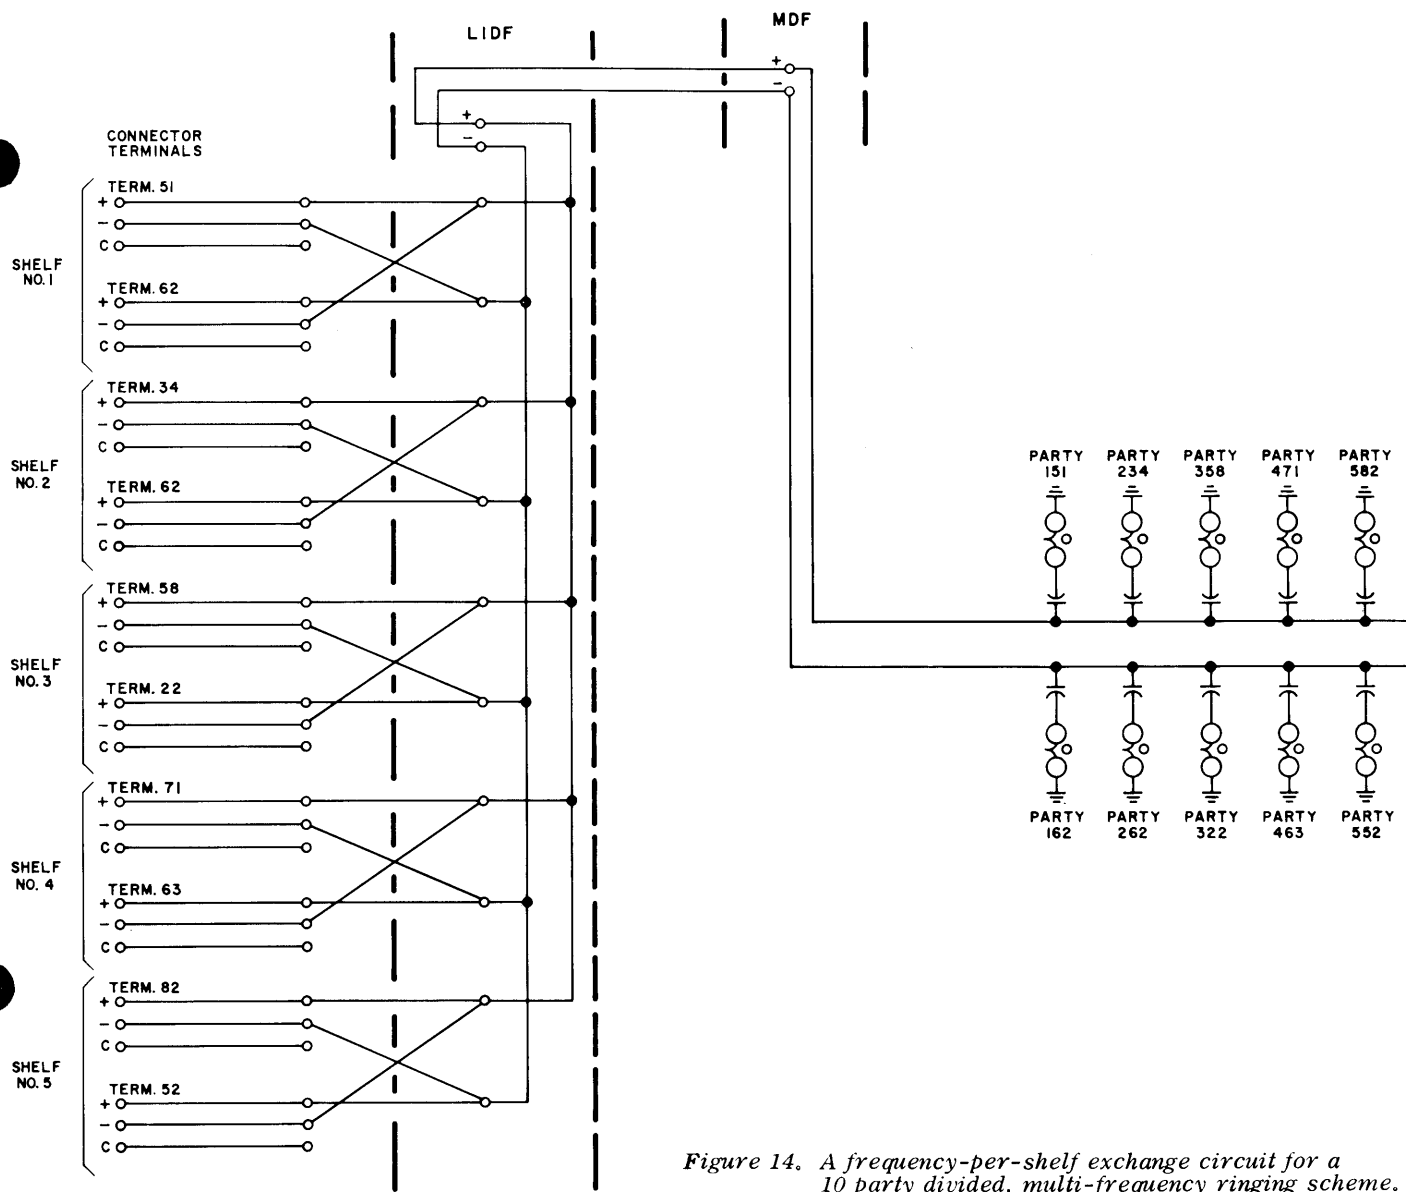 LIDF
MDF
+
-
+
-
CONNECTOR
TERMINALS
SHELF
NO. 1
TERM. 51
+
-
C
TERM. 62
+
-
C
SHELF
NO. 2
TERM. 34
+
-
C
TERM. 62
+
-
C
SHELF
NO. 3
TERM. 58
+
-
C
TERM. 22
+
-
C
SHELF
NO. 4
TERM. 71
+
-
C
TERM. 63
+
-
C
SHELF
NO. 5
TERM. 82
+
-
C
TERM. 52
+
-
C
PARTY
151
PARTY
234
PARTY
358
PARTY
471
PARTY
582
PARTY
162
PARTY
262
PARTY
322
PARTY
463
PARTY
552
Figure 14. A frequency-per-shelf exchange circuit for a
10 party divided, multi-frequency ringing scheme.